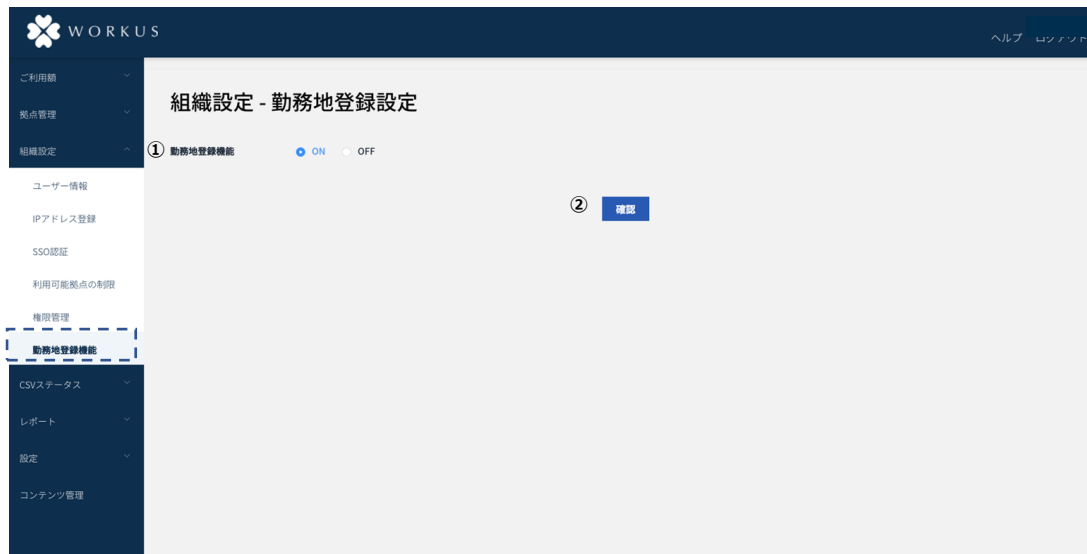 WORKUS
ヘルプ ログアウト
ご利用額
拠点管理
組織設定
ユーザー情報
IPアドレス登録
SSO認証
利用可能拠点の制限
権限管理
勤務地登録機能
CSVステータス
レポート
設定
コンテンツ管理
組織設定 - 勤務地登録設定
① 勤務地登録機能 ON OFF
② 確認